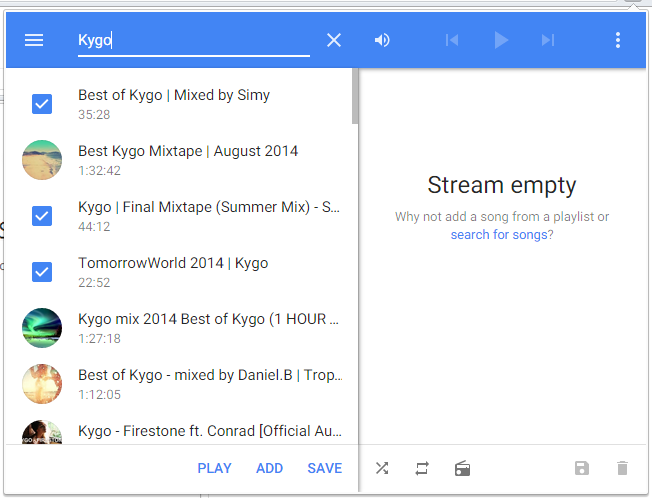 Kygo
Best of Kygo | Mixed by Simy
35:28
Best Kygo Mixtape | August 2014
1:32:42
Kygo | Final Mixtape (Summer Mix) - S...
44:12
TomorrowWorld 2014 | Kygo
22:52
Kygo mix 2014 Best of Kygo (1 HOUR ...
1:27:18
Best of Kygo - mixed by Daniel.B | Trop...
1:12:05
Kygo - Firestone ft. Conrad [Official Au...
PLAY ADD SAVE
Stream empty
Why not add a song from a playlist or
search for songs?